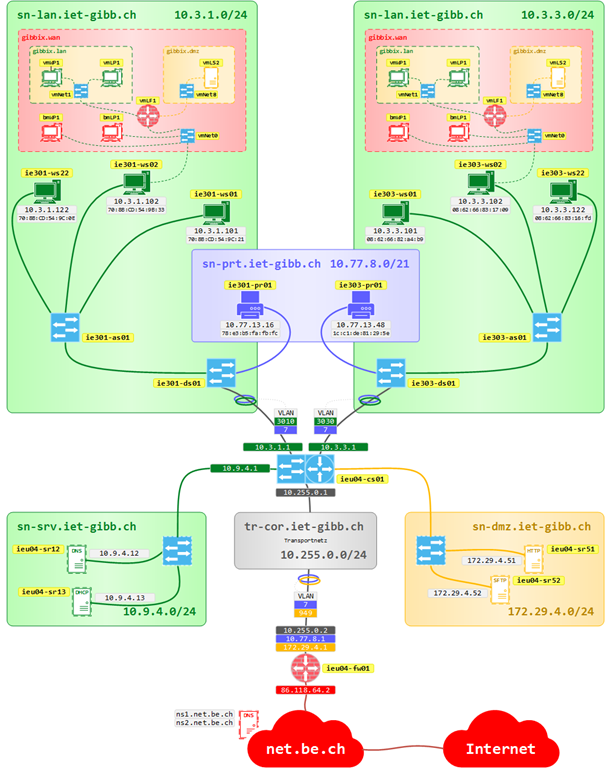 sn-lan.iet-gibb.ch 10.3.1.0/24
gibbix.wan
gibbix.lan
gibbix.dmz
vmWP1
vmLP1
vmLS2
vmNet1
vmNet8
vmLF1
bmWP1
bmLP1
vmNet0
ie301-ws22
10.3.1.122
ie301-ws02
10.3.1.102
ie301-ws01
10.3.1.101
ie301-as01
ie301-ds01
sn-lan.iet-gibb.ch 10.3.3.0/24
gibbix.wan
gibbix.lan
gibbix.dmz
vmWP1
vmLP1
vmLS2
vmNet1
vmNet8
vmLF1
bmWP1
bmLP1
vmNet0
ie303-ws02
10.3.3.102
ie303-ws22
10.3.3.122
ie303-ws01
10.3.3.101
ie303-as01
ie303-ds01
sn-prt.iet-gibb.ch 10.77.8.0/21
ie301-pr01
10.77.13.16
ie303-pr01
10.77.13.48
VLAN
3010
7
VLAN
3030
7
10.3.1.1
10.3.3.1
10.9.4.1
ieu04-cs01
10.255.0.1
sn-srv.iet-gibb.ch
ieu04-sr12
DNS
10.9.4.12
ieu04-sr13
DHCP
10.9.4.13
10.9.4.0/24
tr-cor.iet-gibb.ch
Transportnetz
10.255.0.0/24
sn-dmz.iet-gibb.ch
HTTP
ieu04-sr51
172.29.4.51
SFTP
ieu04-sr52
172.29.4.52
172.29.4.0/24
VLAN
7
949
10.255.0.2
10.77.8.1
172.29.4.1
ieu04-fw01
86.118.64.2
ns1.net.be.ch
ns2.net.be.ch
DNS
net.be.ch
Internet